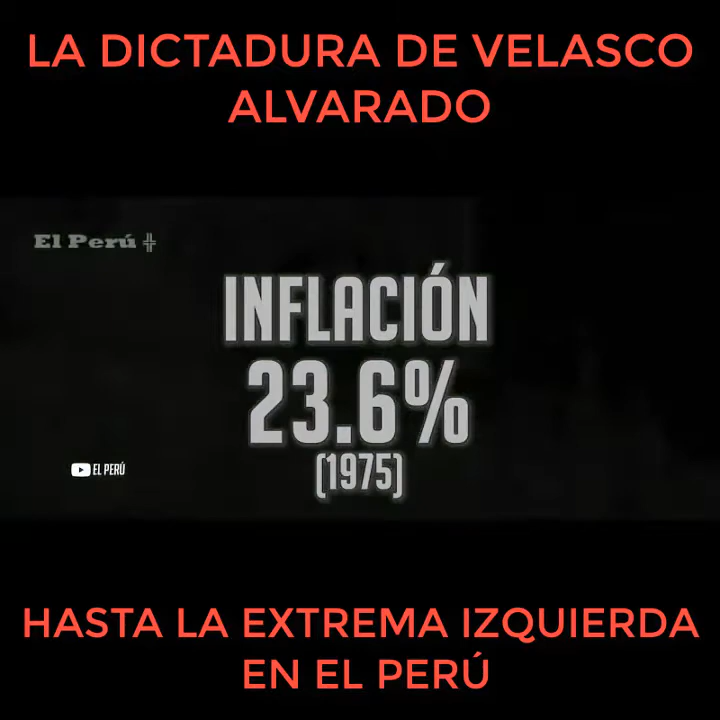 LA DICTADURA DE VELASCO
ALVARADO
El Perú
INFLACIÓN
23.6%
(1975)
EL PERÚ
HASTA LA EXTREMA IZQUIERDA
EN EL PERÚ